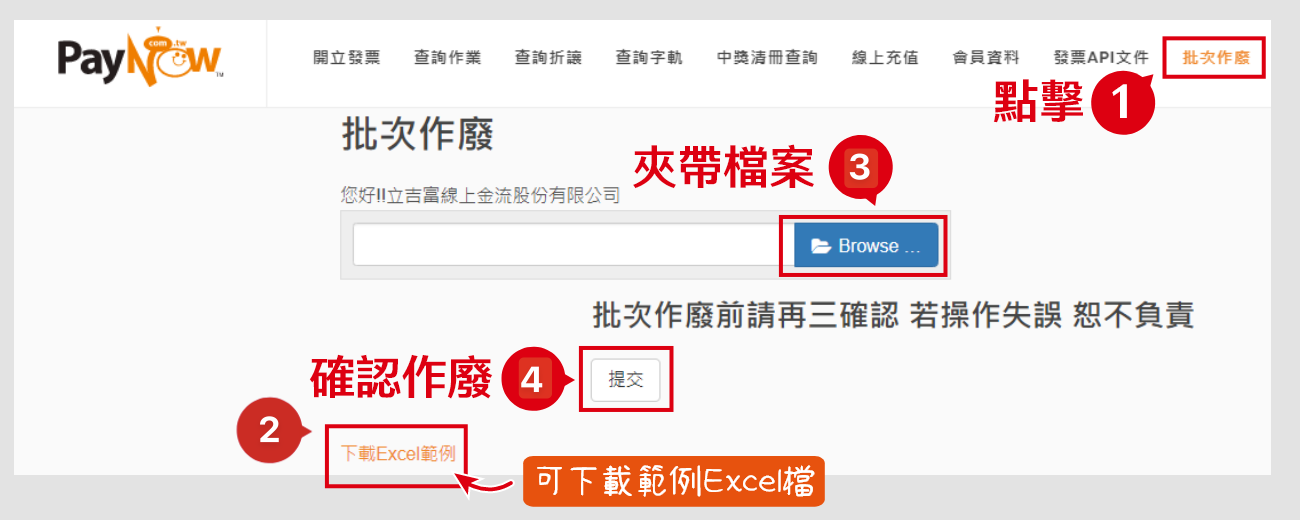 PayNow
com.tw
TM
開立發票 查詢作業 查詢折讓 查詢字軌 中獎清冊查詢 線上充值 會員資料 發票API文件 批次作廢
點擊 1
批次作廢
夾帶檔案 3
您好!!立吉富線上金流股份有限公司
Browse ...
批次作廢前請再三確認 若操作失誤 恕不負責
確認作廢 4
提交
2
下載Excel範例
可下載範例Excel檔